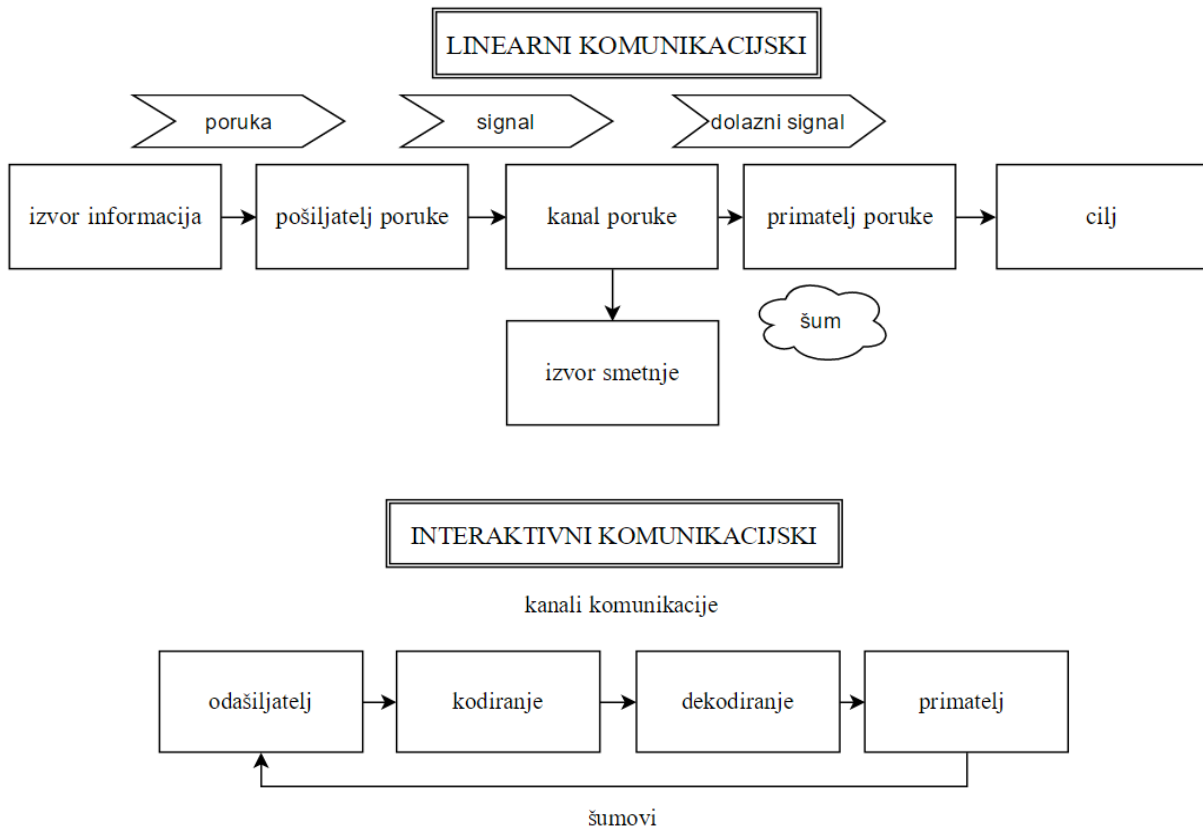 LINEARNI KOMUNIKACIJSKI
poruka
signal
dolazni signal
izvor informacija
pošiljatelj poruke
kanal poruke
primatelj poruke
cilj
šum
izvor smetnje
INTERAKTIVNI KOMUNIKACIJSKI
kanali komunikacije
odašiljatelj
kodiranje
dekodiranje
primatelj
šumovi